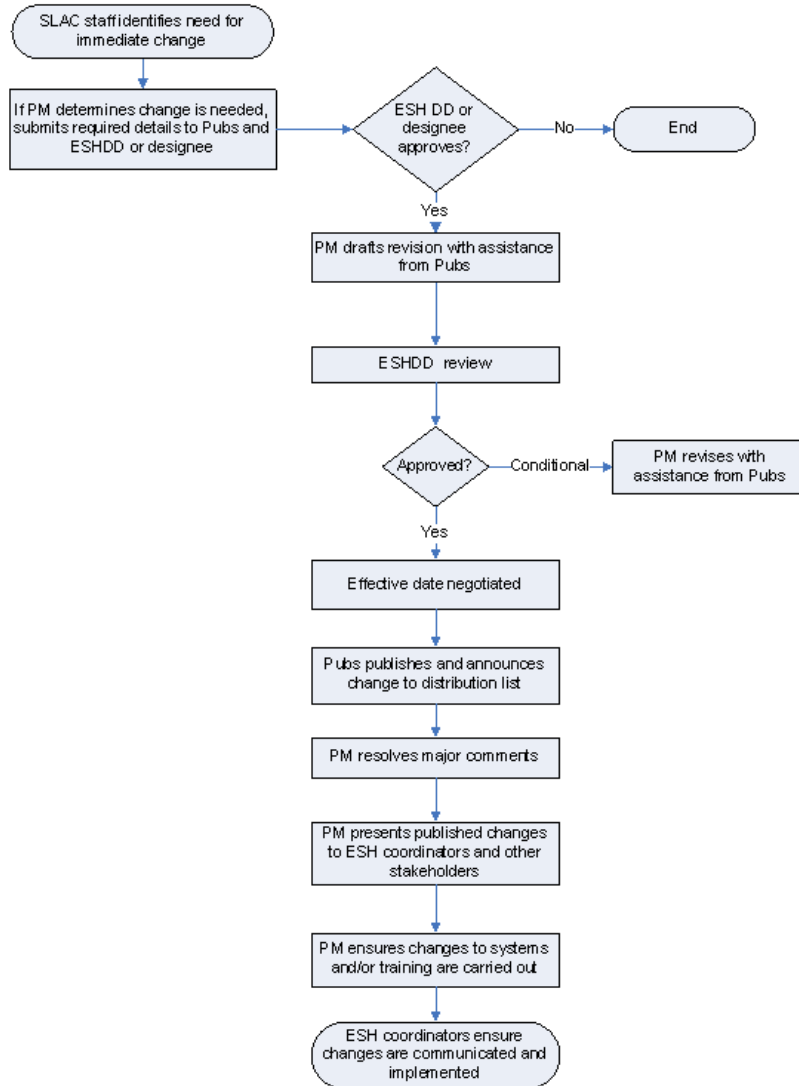 SLAC staff identifies need for
immediate change
If PM determines change is needed,
submits required details to Pubs and
ESHDD or designee
ESH DD or
designee
approves?
No
End
Yes
PM drafts revision with assistance
from Pubs
ESHDD review
Approved?
Conditional
PM revises with
assistance from Pubs
Yes
Effective date negotiated
Pubs publishes and announces
change to distribution list
PM resolves major comments
PM presents published changes
to ESH coordinators and other
stakeholders
PM ensures changes to systems
and/or training are carried out
ESH coordinators ensure
changes are communicated and
implemented